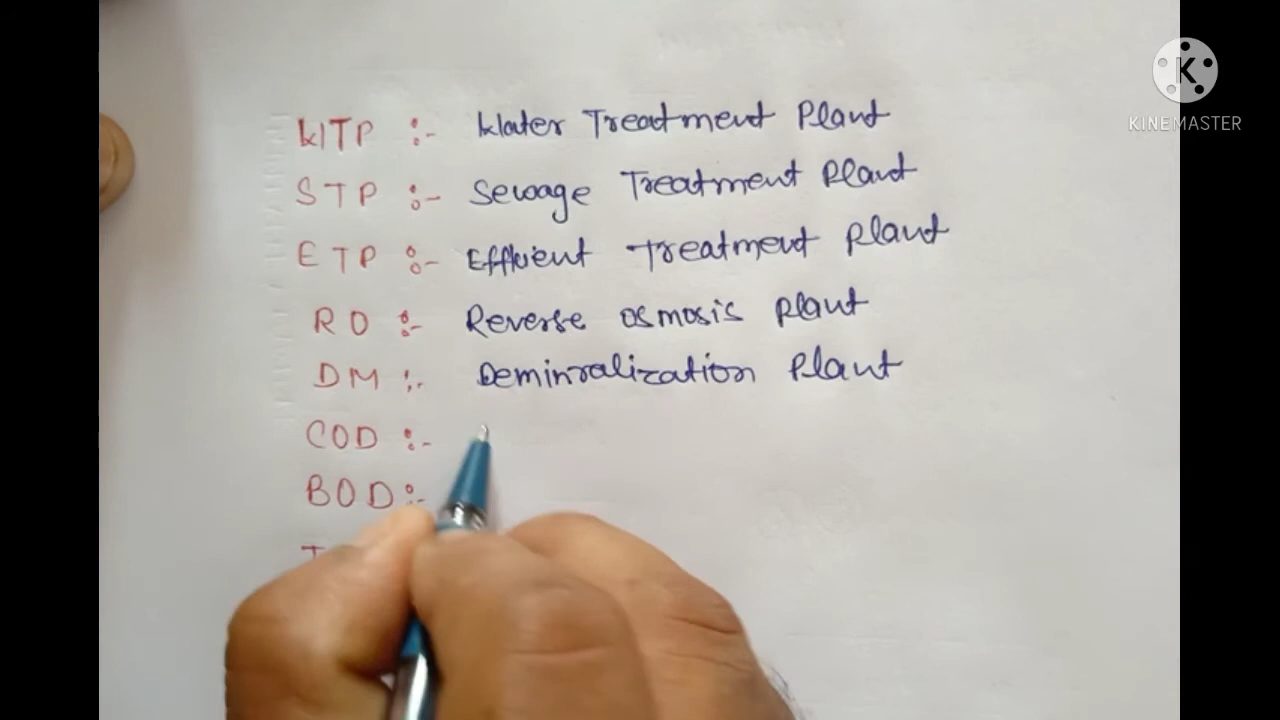 WTP :- Water Treatment Plant
STP :- Sewage Treatment Plant
ETP :- Effluent Treatment Plant
RO :- Reverse osmosis Plant
DM :- Deminralization Plant
COD :-
BOD :-
T
K
KINEMASTER